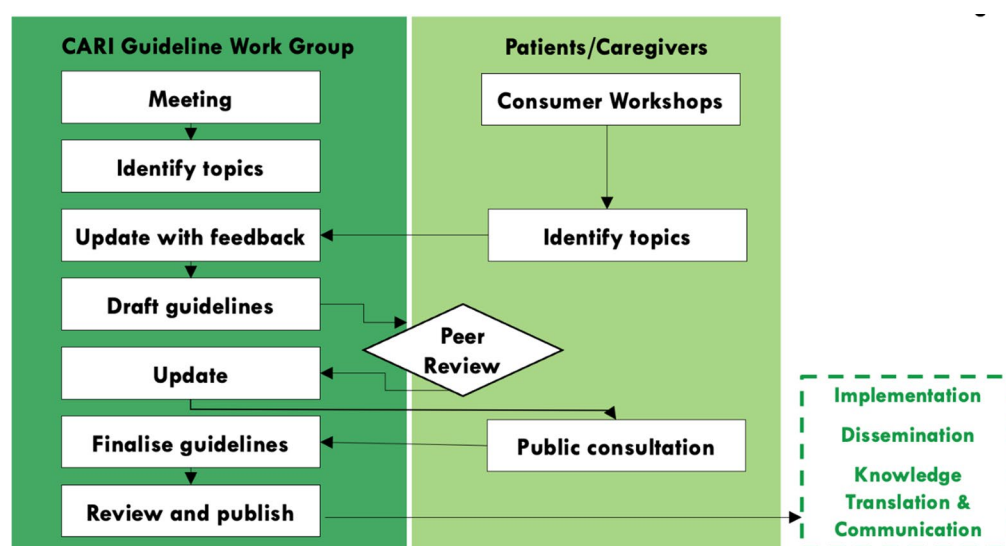 CARI Guideline Work Group
Meeting
Identify topics
Update with feedback
Draft guidelines
Update
Finalise guidelines
Review and publish
Patients/Caregivers
Consumer Workshops
Identify topics
Peer
Review
Public consultation
Implementation
Dissemination
Knowledge
Translation &
Communication